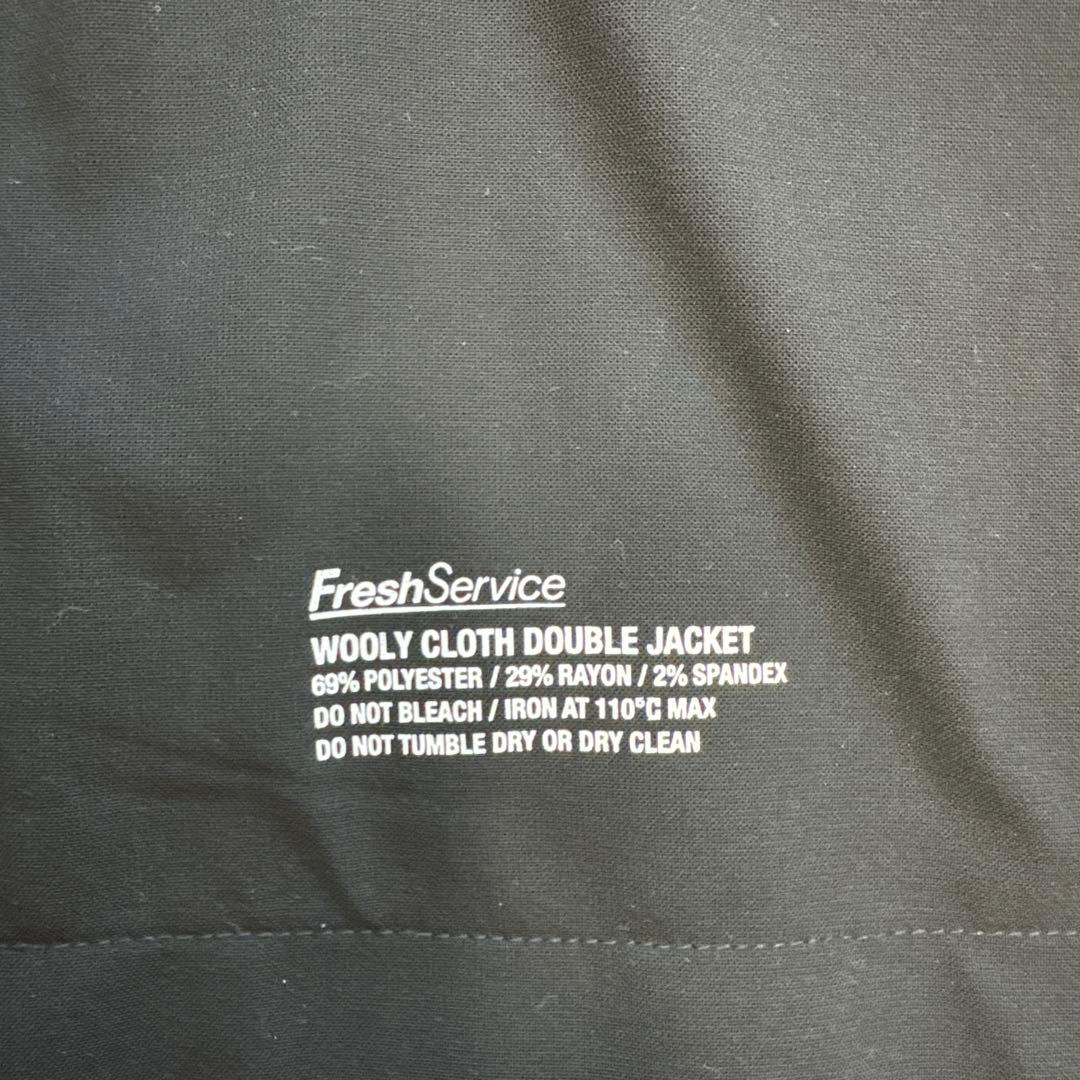 FreshService
WOOLY CLOTH DOUBLE JACKET
69% POLYESTER / 29% RAYON / 2% SPANDEX
DO NOT BLEACH / IRON AT 110°C MAX
DO NOT TUMBLE DRY OR DRY CLEAN